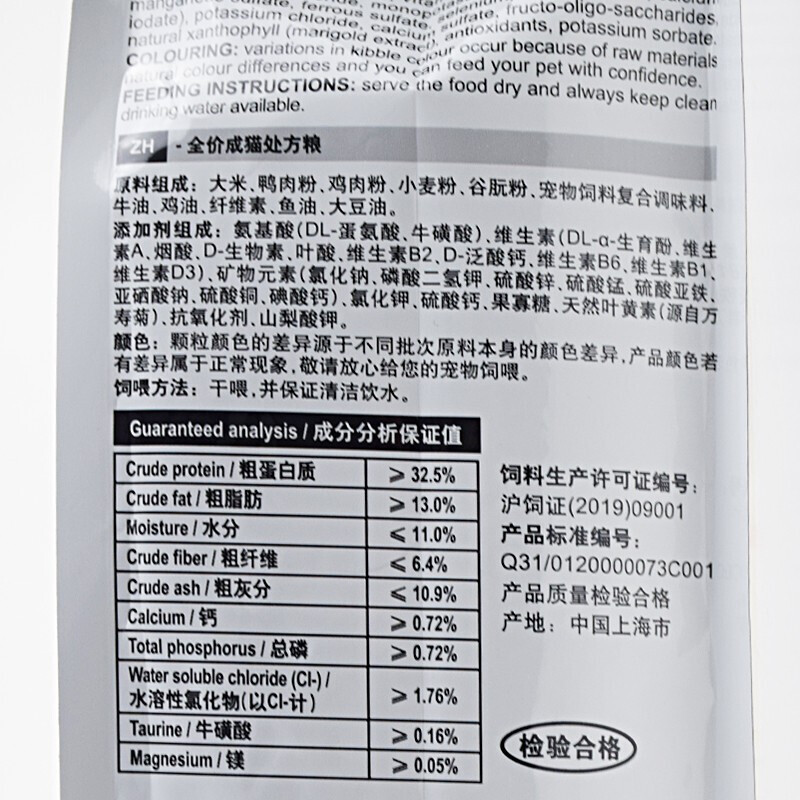 sulfate, ferrous sulfate,
iodate), potassium chloride, calcium sulfate, fructo-oligo-saccharides,
natural xanthophyll (marigold extract), antioxidants, potassium sorbate.
COLOURING: variations in kibble colour occur because of raw materials
natural colour differences and you can feed your pet with confidence.
FEEDING INSTRUCTIONS: serve the food dry and always keep clean
drinking water available.
ZH - 全价成猫处方粮
原料组成：大米、鸭肉粉、鸡肉粉、小麦粉、谷朊粉、宠物饲料复合调味料、
牛油、鸡油、纤维素、鱼油、大豆油。
添加剂组成：氨基酸(DL-蛋氨酸、牛磺酸)、维生素(DL-α-生育酚、维生
素A、烟酸、D-生物素、叶酸、维生素B2、D-泛酸钙、维生素B6、维生素B1、
维生素D3)、矿物元素(氯化钠、磷酸二氢钾、硫酸锌、硫酸锰、硫酸亚铁、
亚硒酸钠、硫酸铜、碘酸钙)、氯化钾、硫酸钙、果寡糖、天然叶黄素(源自万
寿菊)、抗氧化剂、山梨酸钾。
颜色：颗粒颜色的差异源于不同批次原料本身的颜色差异，产品颜色若
有差异属于正常现象，敬请放心给您的宠物饲喂。
饲喂方法：干喂，并保证清洁饮水。
Guaranteed analysis / 成分分析保证值
Crude protein / 粗蛋白质 ⩾ 32.5%
Crude fat / 粗脂肪 ⩾ 13.0%
Moisture / 水分 ⩽ 11.0%
Crude fiber / 粗纤维 ⩽ 6.4%
Crude ash / 粗灰分 ⩽ 10.9%
Calcium / 钙 ⩾ 0.72%
Total phosphorus / 总磷 ⩾ 0.72%
Water soluble chloride (Cl-) /
水溶性氯化物(以Cl-计) ⩾ 1.76%
Taurine / 牛磺酸 ⩾ 0.16%
Magnesium / 镁 ⩾ 0.05%
饲料生产许可证编号：
沪饲证(2019)09001
产品标准编号：
Q31/0120000073C001
产品质量检验合格
产地：中国上海市
检验合格